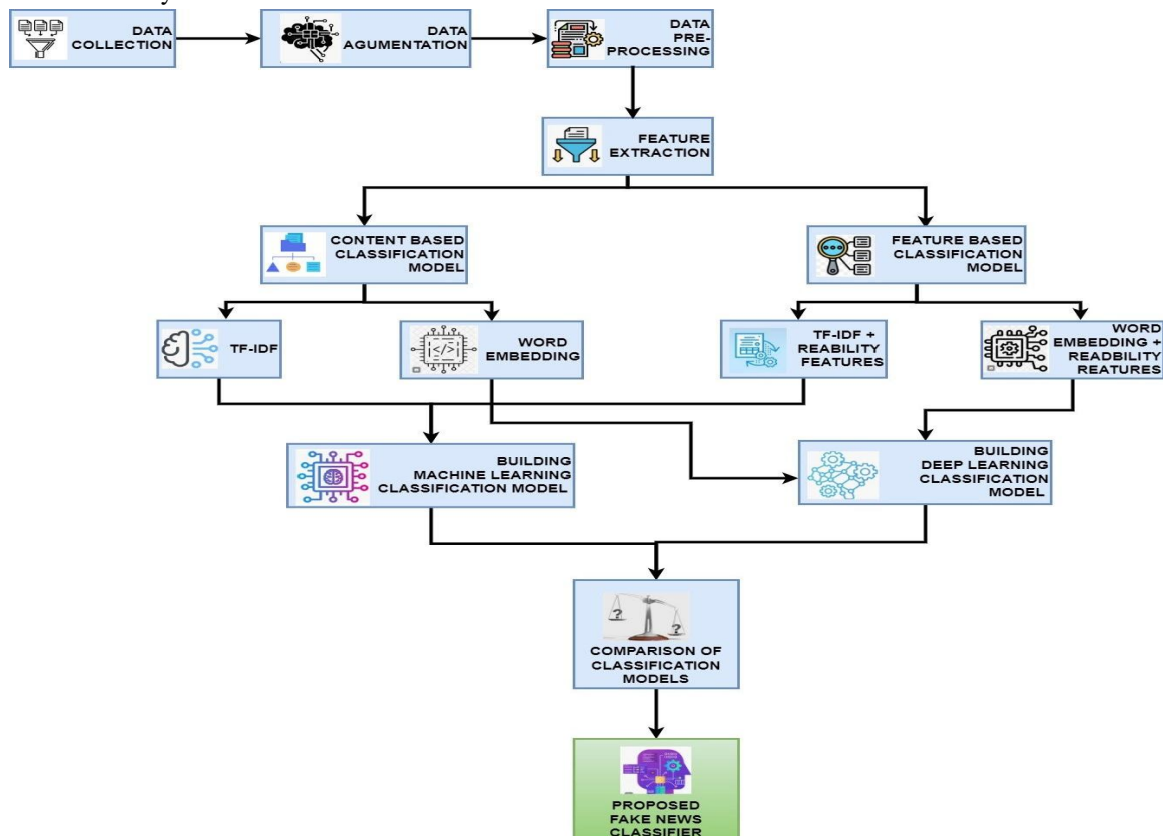 DATA
COLLECTION
DATA
AGUMENTATION
DATA
PRE-
PROCESSING
FEATURE
EXTRACTION
CONTENT BASED
CLASSIFICATION
MODEL
FEATURE BASED
CLASSIFICATION
MODEL
TF-IDF
WORD
EMBEDDING
TF-IDF +
REABILITY
FEATURES
WORD
EMBEDDING +
READBILITY
REATURES
BUILDING
MACHINE LEARNING
CLASSIFICATION MODEL
BUILDING
DEEP LEARNING
CLASSIFICATION
MODEL
?
?
COMPARISON OF
CLASSIFICATION
MODELS
PROPOSED
FAKE NEWS
CLASSIFIER